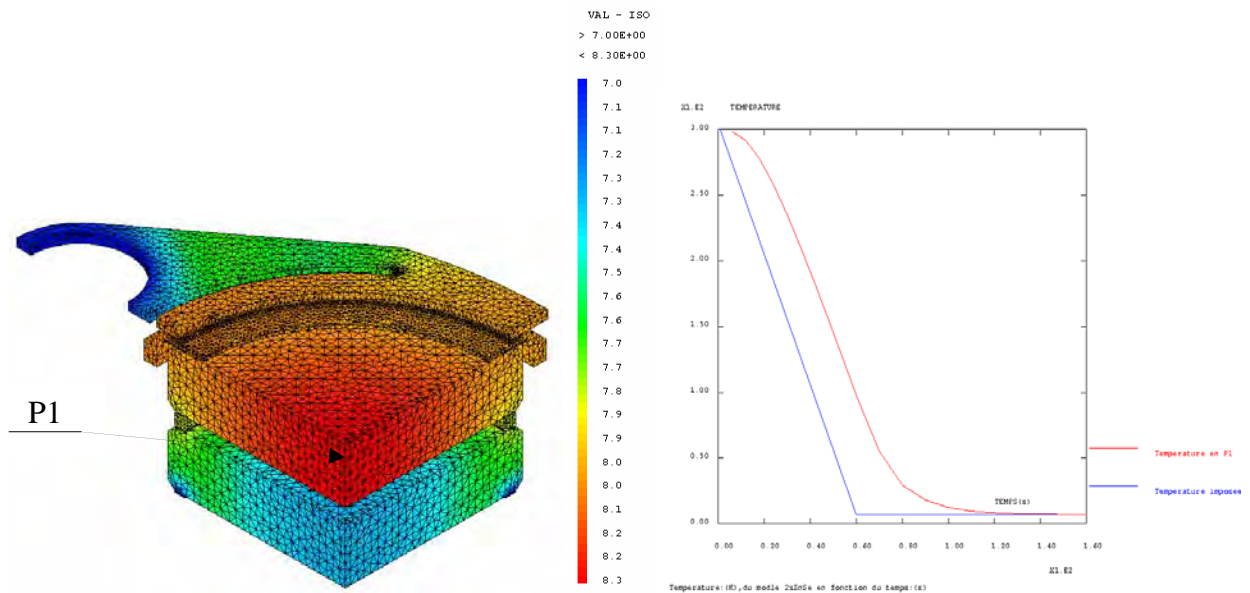 VAL - ISO
> 7.00E+00
< 8.30E+00
7.0
7.1
7.1
7.2
7.3
7.3
7.4
7.5
7.5
7.6
7.6
7.7
7.8
7.8
7.9
8.0
8.0
8.1
8.2
8.2
8.3
P1
X1.E2 TEMPERATURE
3.00
2.50
2.00
1.50
1.00
0.50
0.00
TEMPS(s)
0.00 0.20 0.40 0.60 0.80 1.00 1.20 1.40 1.60
X1.E2
Temperature en P1
Temperature imposee
Temperature:(K),du modle 2xZnSe en fonction du temps:(s)